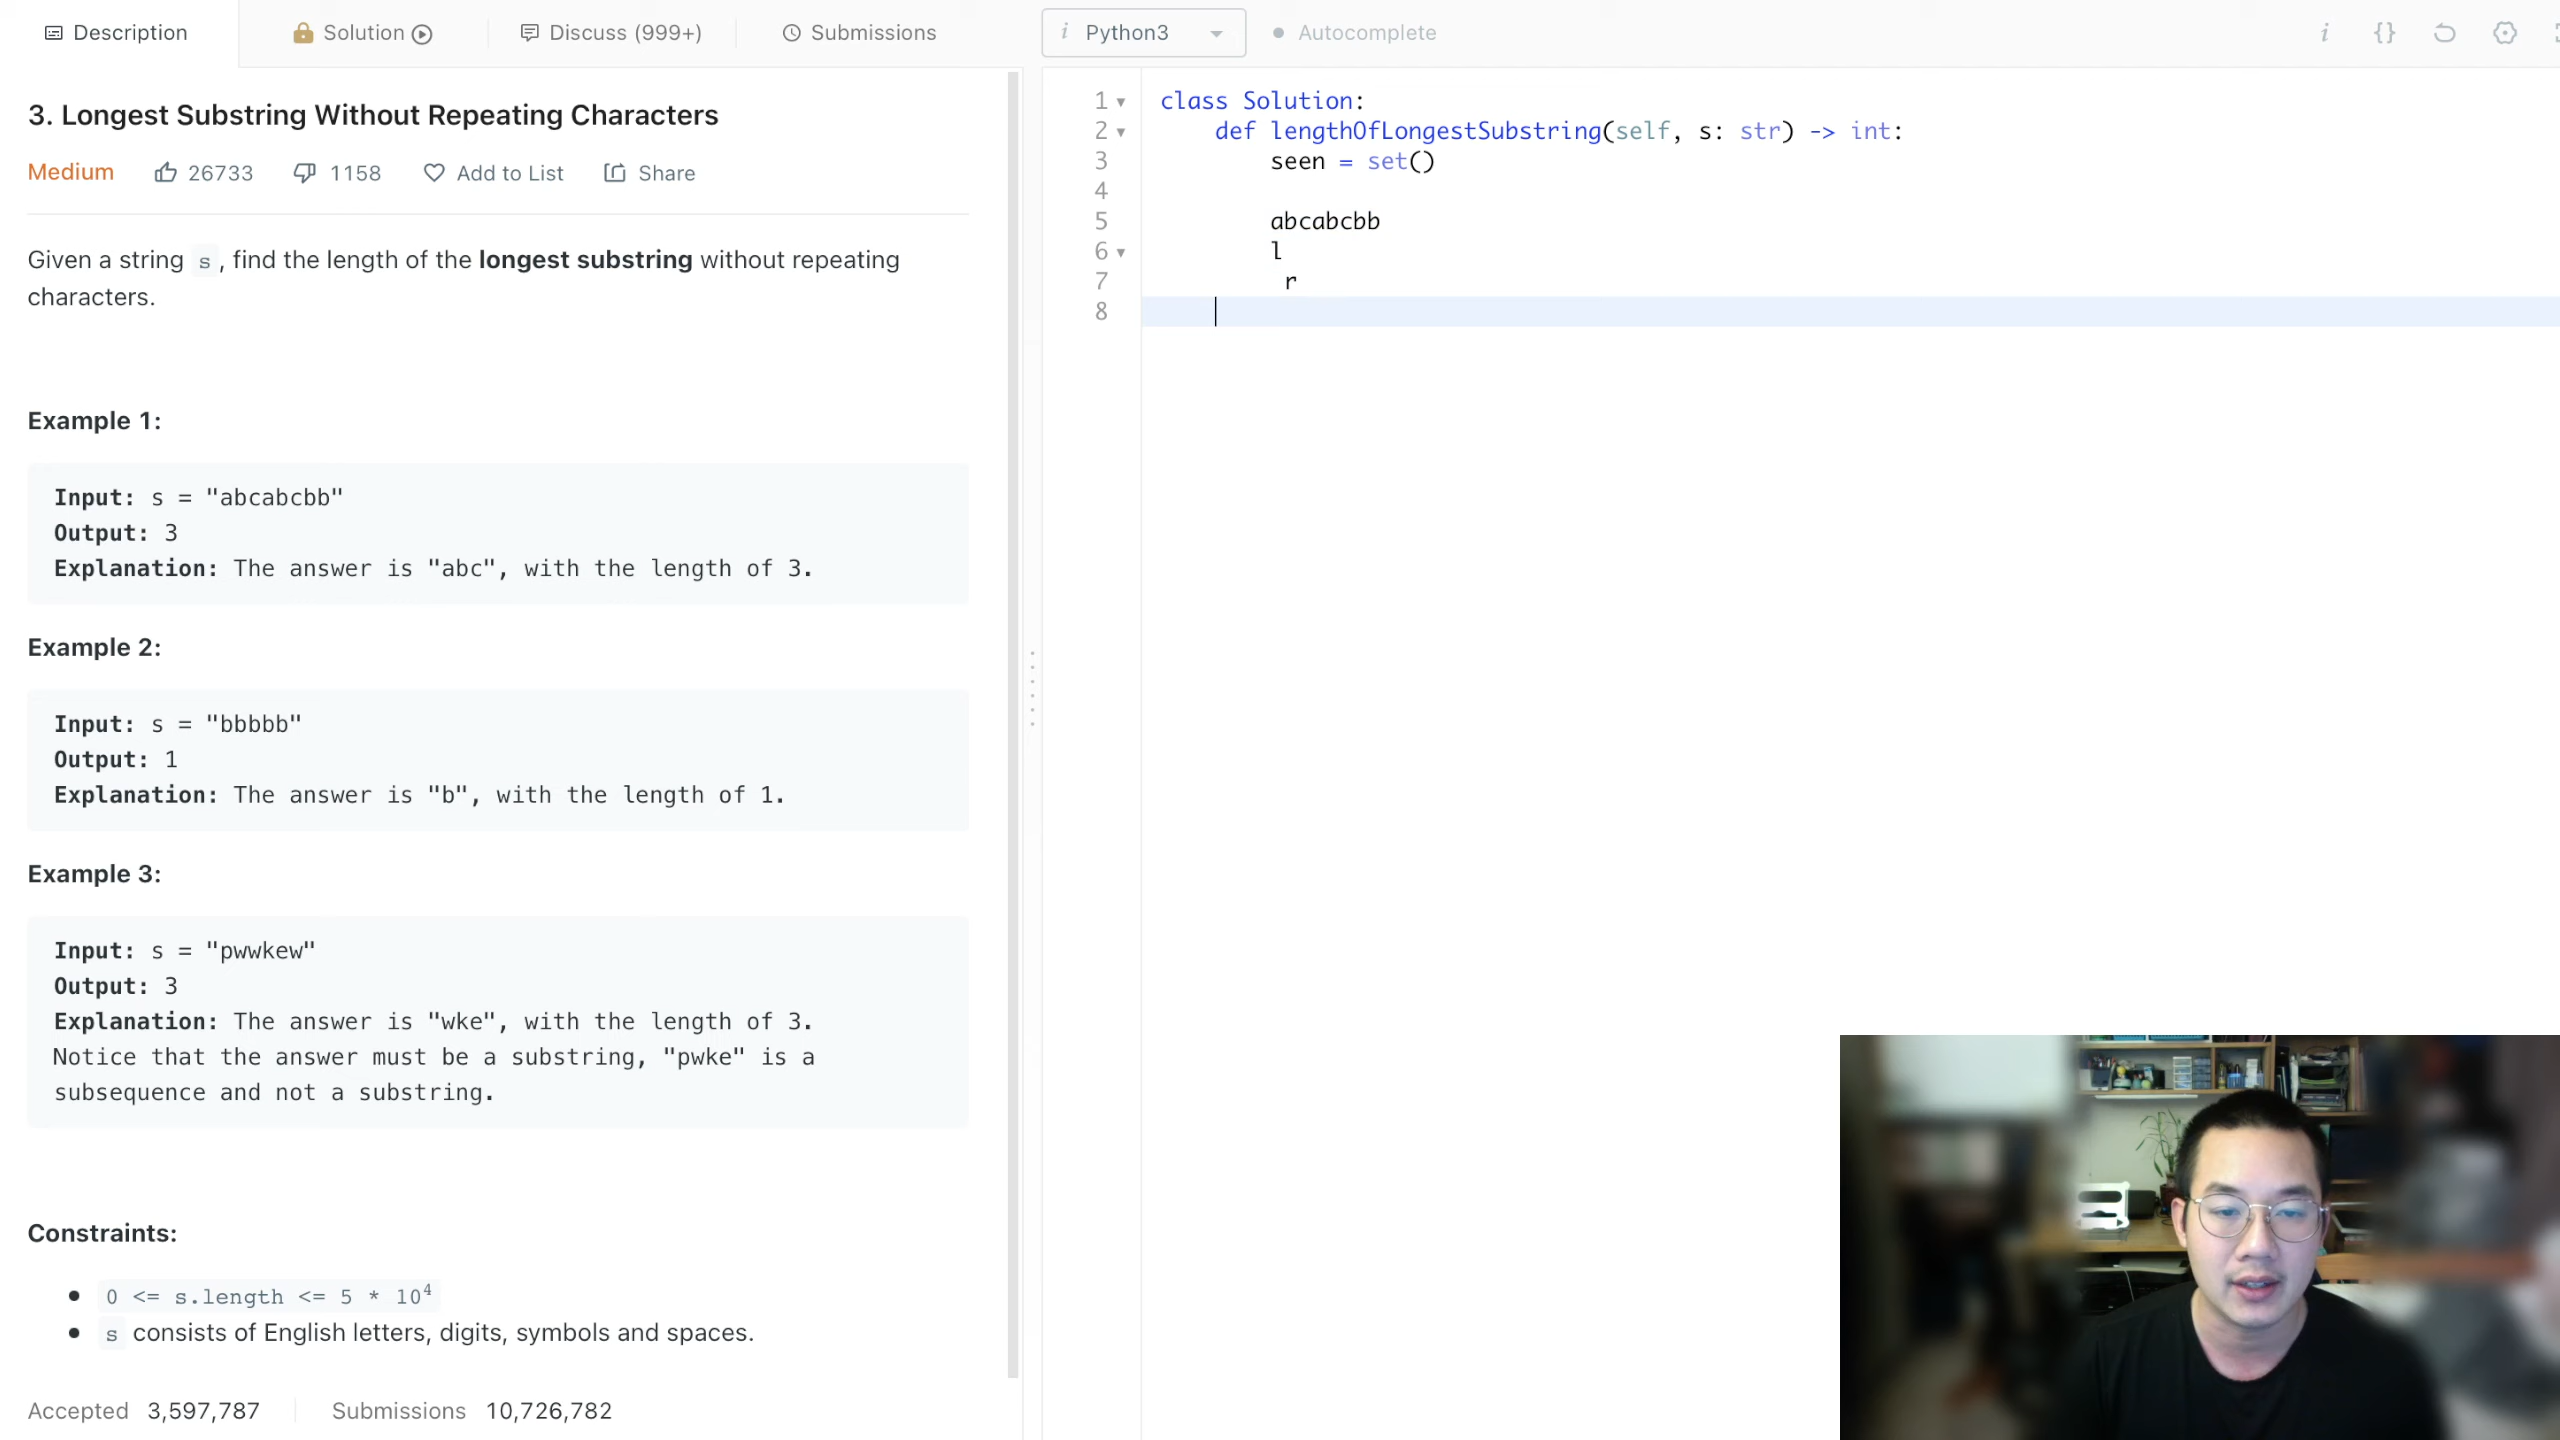 Description
Solution
Discuss (999+)
Submissions
i Python3
Autocomplete
i {}
3. Longest Substring Without Repeating Characters
Medium 26733 1158 Add to List Share
Given a string s, find the length of the longest substring without repeating
characters.
Example 1:
Input: s = "abcabcbb"
Output: 3
Explanation: The answer is "abc", with the length of 3.
Example 2:
Input: s = "bbbbb"
Output: 1
Explanation: The answer is "b", with the length of 1.
Example 3:
Input: s = "pwwkew"
Output: 3
Explanation: The answer is "wke", with the length of 3.
Notice that the answer must be a substring, "pwke" is a
subsequence and not a substring.
Constraints:
0 <= s.length <= 5 * 10⁴
s consists of English letters, digits, symbols and spaces.
Accepted 3,597,787 Submissions 10,726,782
1 class Solution:
2 def lengthOfLongestSubstring(self, s: str) -> int:
3 seen = set()
4
5 abcabcbb
6 l
7 r
8